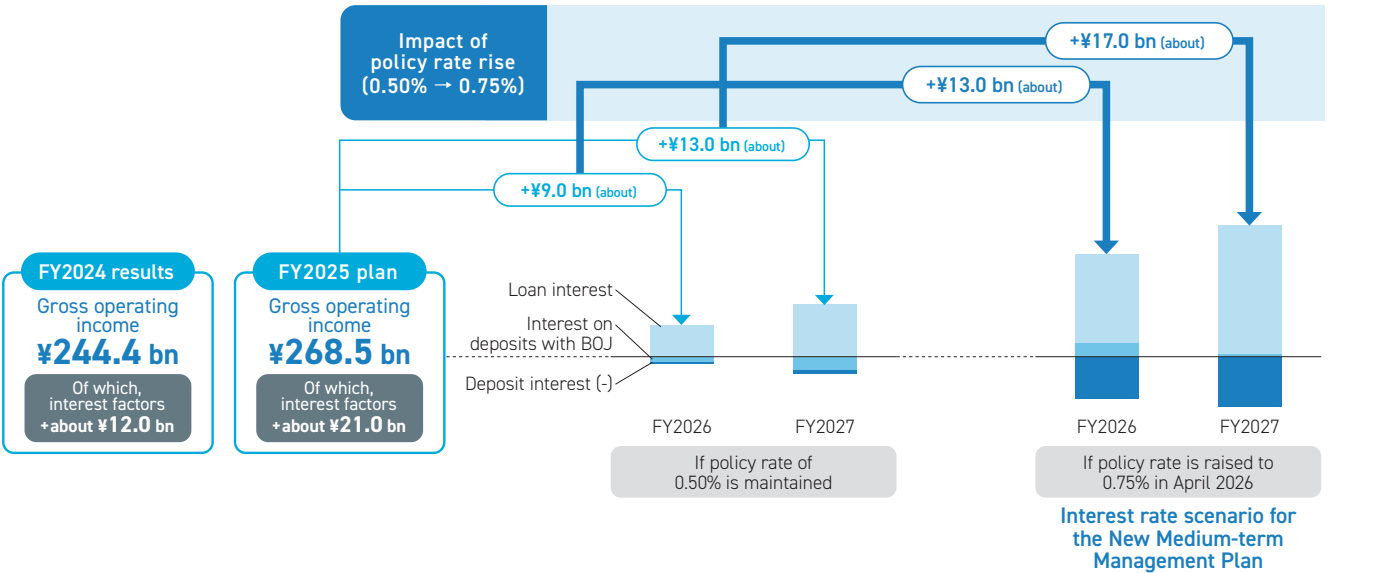 Impact of
policy rate rise
(0.50% → 0.75%)
+¥17.0 bn (about)
+¥13.0 bn (about)
+¥13.0 bn (about)
+¥9.0 bn (about)
FY2024 results
Gross operating
income
¥244.4 bn
Of which,
interest factors
+about ¥12.0 bn
FY2025 plan
Gross operating
income
¥268.5 bn
Of which,
interest factors
+about ¥21.0 bn
Loan interest
Interest on
deposits with BOJ
Deposit interest (-)
FY2026
FY2027
If policy rate of
0.50% is maintained
FY2026
FY2027
If policy rate is raised to
0.75% in April 2026
Interest rate scenario for
the New Medium-term
Management Plan